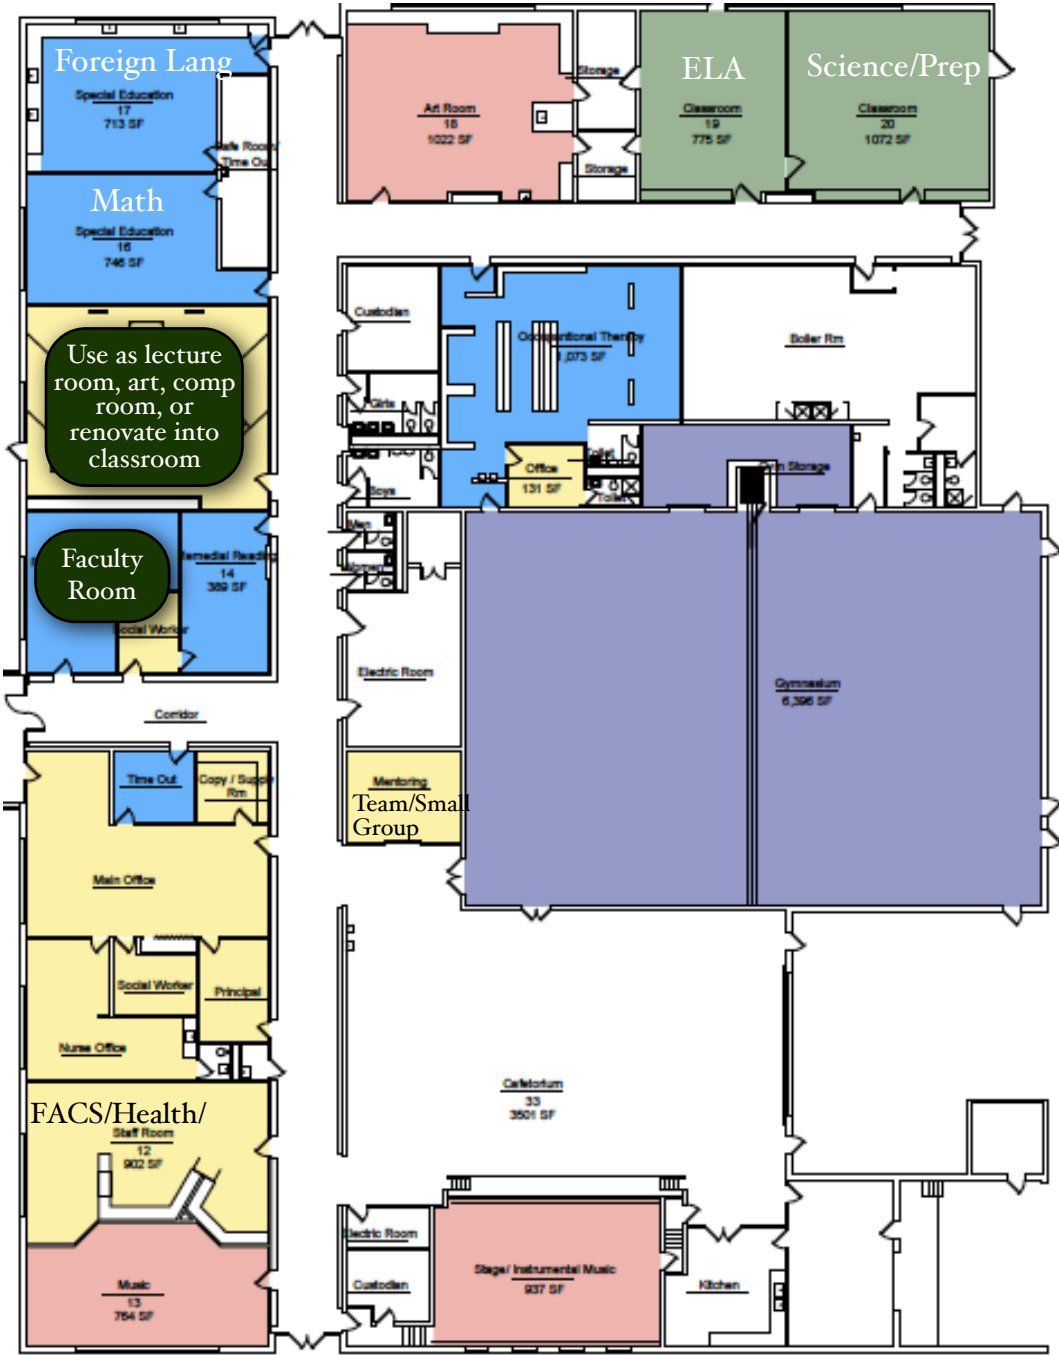 Foreign Lang
Special Education
17
713 SF
Safe Room/
Time Out
Math
Special Education
16
746 SF
Use as lecture
room, art, comp
room, or
renovate into
classroom
Faculty
Room
Remedial Reading
14
389 SF
Social Worker
Corridor
Time Out
Copy / Supply
Rm
Main Office
Social Worker
Principal
Nurse Office
FACS/Health/
Staff Room
12
902 SF
Music
13
764 SF
Art Room
18
1022 SF
Storage
Storage
ELA
Classroom
19
775 SF
Science/Prep
Classroom
20
1072 SF
Custodian
Girls
Boys
Men
Women
Occupational Therapy
1,073 SF
Office
131 SF
Toilet
Toilet
Boiler Rm
Gym Storage
Electric Room
Mentoring
Team/Small
Group
Gymnasium
6,396 SF
Cafetorium
33
3501 SF
Electric Room
Custodian
Stage/ Instrumental Music
937 SF
Kitchen